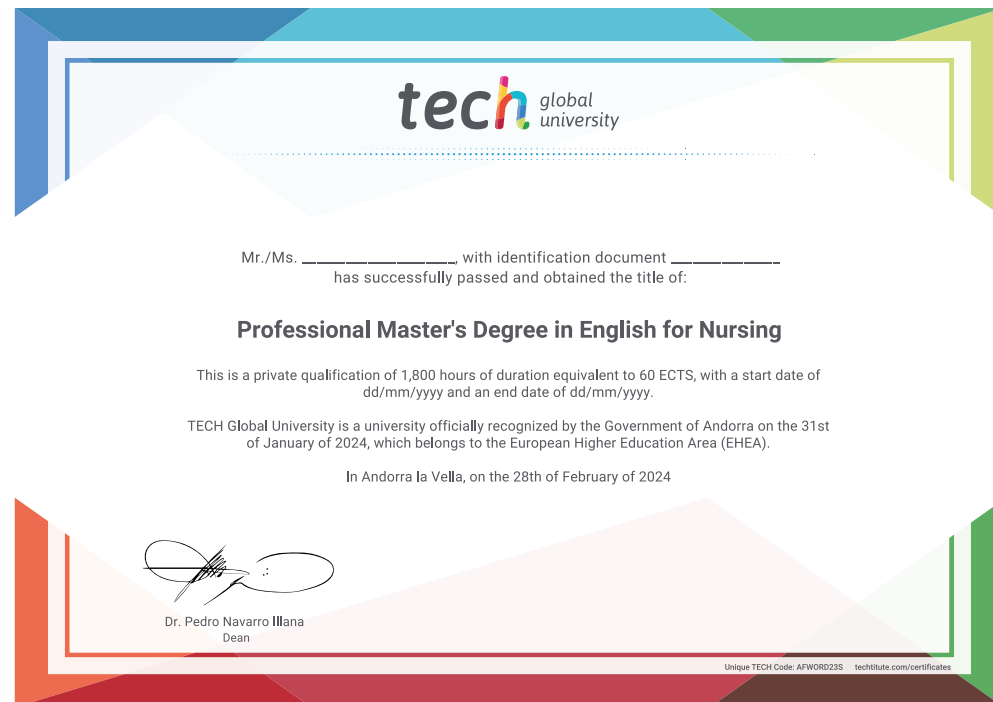 tech global university
Mr./Ms. ____________________, with identification document ______________
has successfully passed and obtained the title of:
Professional Master's Degree in English for Nursing
This is a private qualification of 1,800 hours of duration equivalent to 60 ECTS, with a start date of
dd/mm/yyyy and an end date of dd/mm/yyyy.
TECH Global University is a university officially recognized by the Government of Andorra on the 31st
of January of 2024, which belongs to the European Higher Education Area (EHEA).
In Andorra la Vella, on the 28th of February of 2024
Dr. Pedro Navarro Illana
Dean
Unique TECH Code: AFWORD23S techtitute.com/certificates